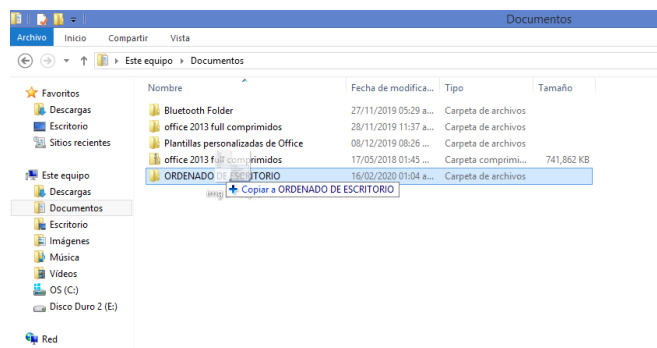 Documentos
Archivo Inicio Compartir Vista
Este equipo Documentos
Nombre Fecha de modifica... Tipo Tamaño
Favoritos
Descargas
Escritorio
Sitios recientes
Este equipo
Descargas
Documentos
Escritorio
Imágenes
Música
Vídeos
OS (C:)
Disco Duro 2 (E:)
Red
Bluetooth Folder 27/11/2019 05:29 a... Carpeta de archivos
office 2013 full comprimidos 28/11/2019 11:37 a... Carpeta de archivos
Plantillas personalizadas de Office 08/12/2019 08:26 ... Carpeta de archivos
office 2013 full comprimidos 17/05/2018 01:45 ... Carpeta comprimi... 741,862 KB
ORDENADO DE ESCRITORIO 16/02/2020 01:04 a... Carpeta de archivos
img
Copiar a ORDENADO DE ESCRITORIO